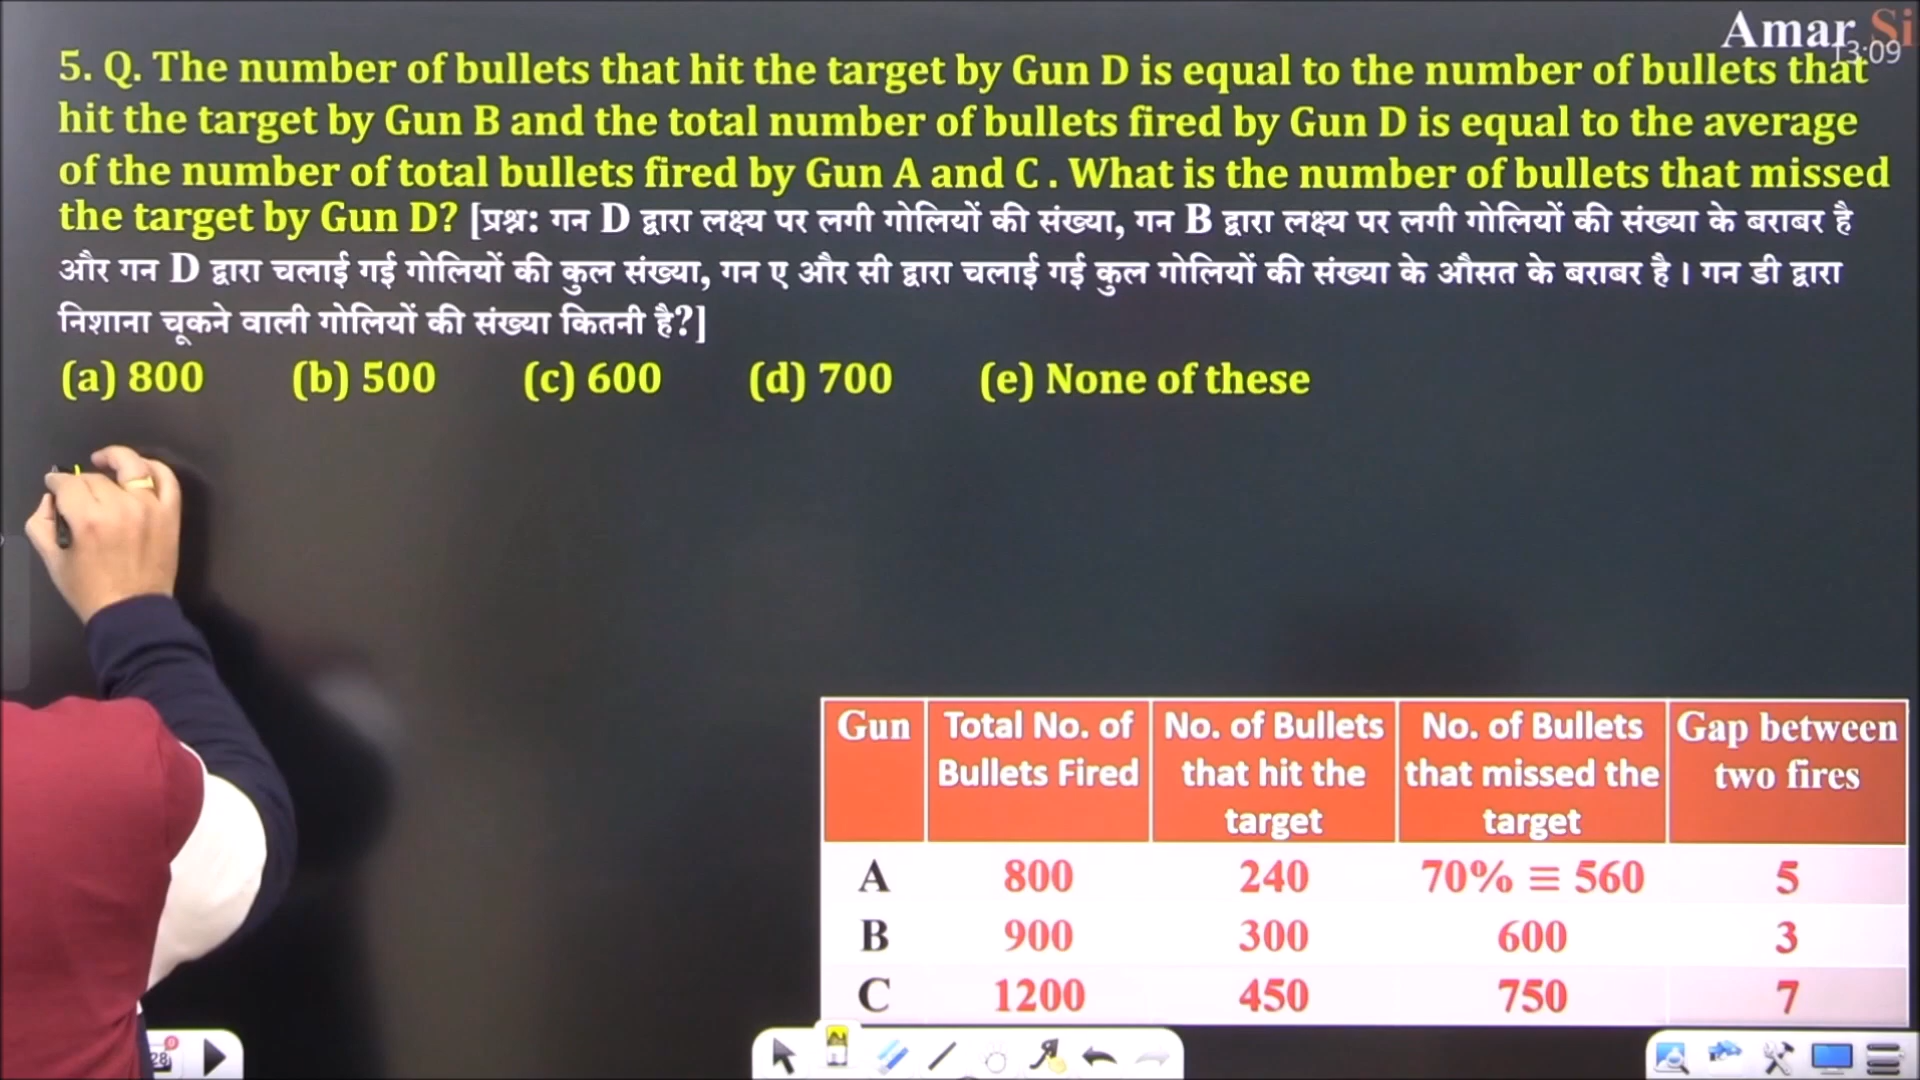 Amar Si
13:09
5. Q. The number of bullets that hit the target by Gun D is equal to the number of bullets that
hit the target by Gun B and the total number of bullets fired by Gun D is equal to the average
of the number of total bullets fired by Gun A and C . What is the number of bullets that missed
the target by Gun D? [प्रश्न: गन D द्वारा लक्ष्य पर लगी गोलियों की संख्या, गन B द्वारा लक्ष्य पर लगी गोलियों की संख्या के बराबर है
और गन D द्वारा चलाई गई गोलियों की कुल संख्या, गन ए और सी द्वारा चलाई गई कुल गोलियों की संख्या के औसत के बराबर है। गन डी द्वारा
निशाना चूकने वाली गोलियों की संख्या कितनी है?]
(a) 800 (b) 500 (c) 600 (d) 700 (e) None of these
Gun Total No. of Bullets Fired No. of Bullets that hit the target No. of Bullets that missed the target Gap between two fires
A 800 240 70% ≡ 560 5
B 900 300 600 3
C 1200 450 750 7
28